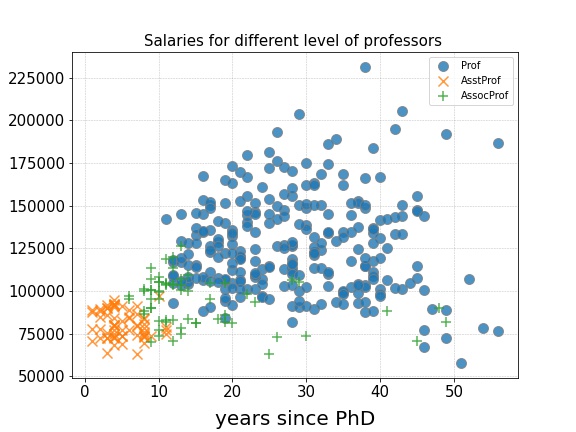 Salaries for different level of professors
225000
200000
175000
150000
125000
100000
75000
50000
Prof
AsstProf
AssocProf
0 10 20 30 40 50
years since PhD